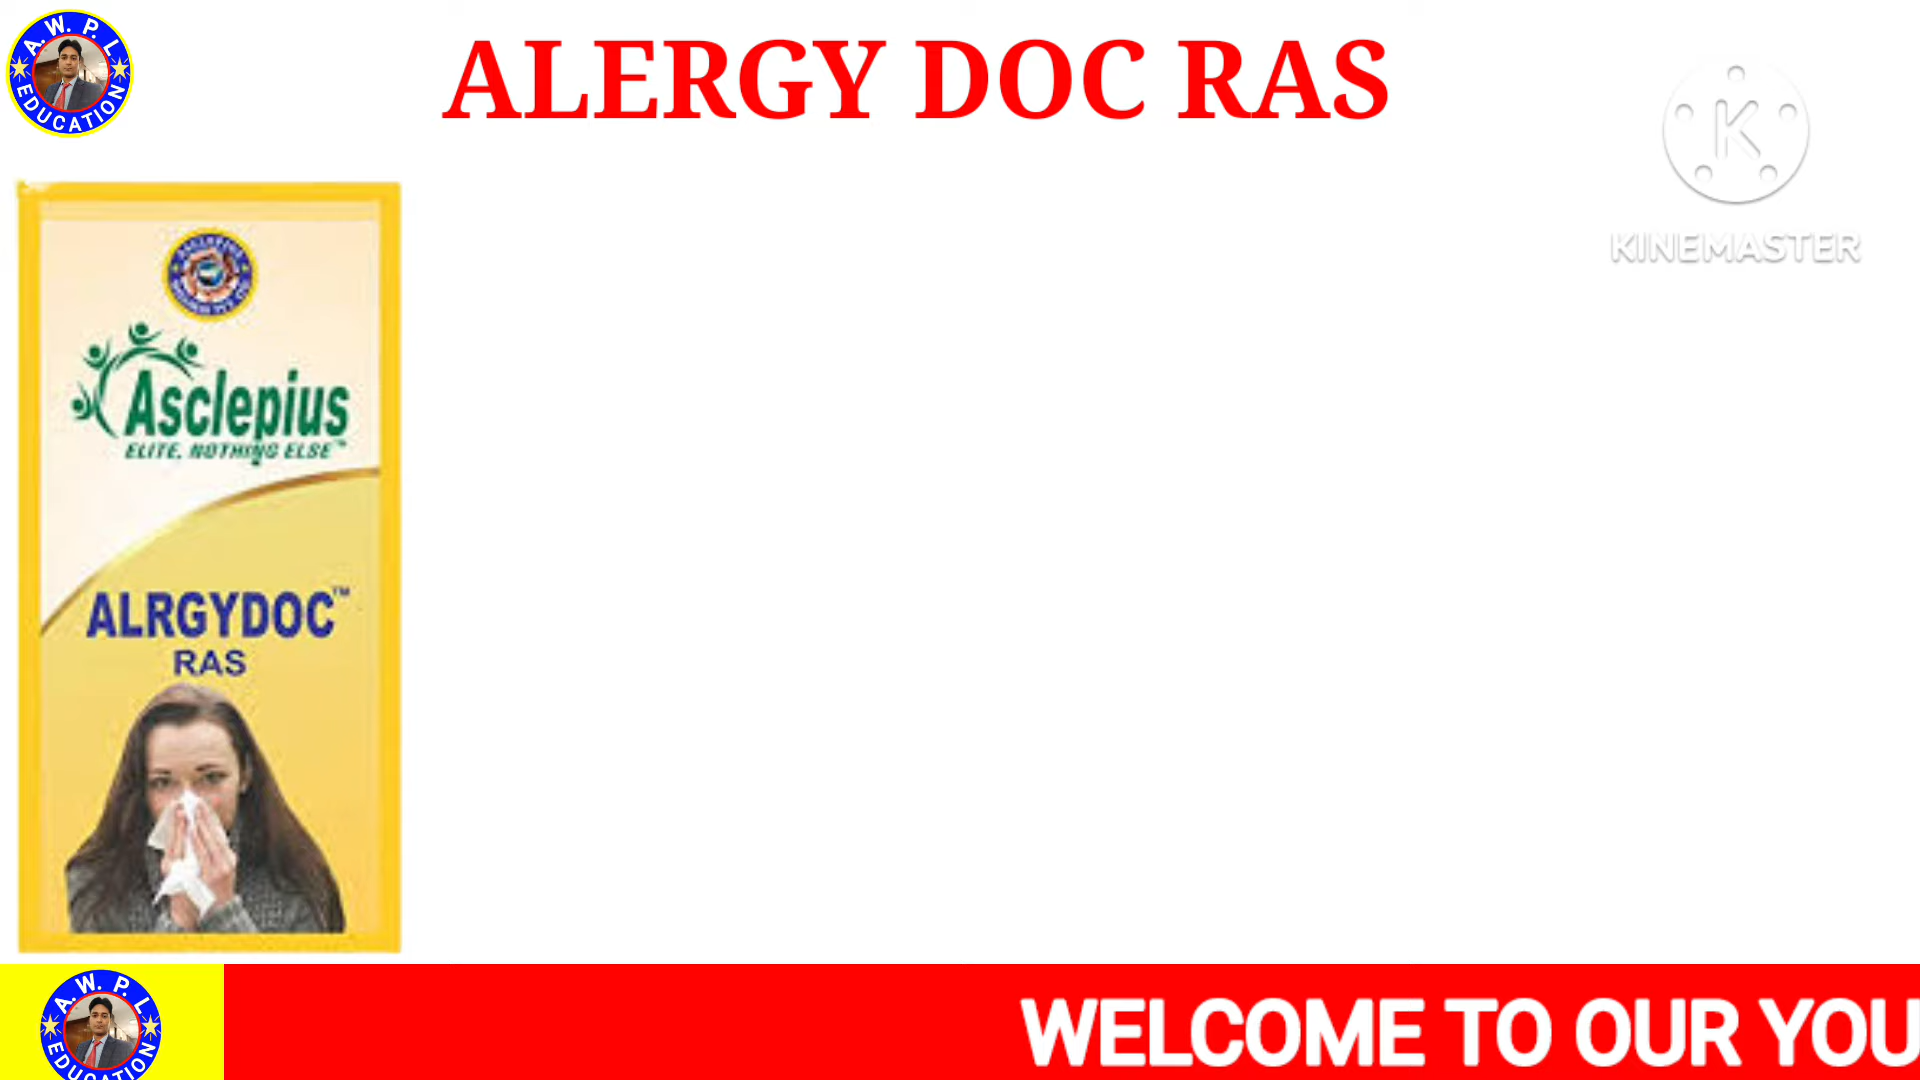 A.W.P.L
EDUCATION
ALERGY DOC RAS
KINEMASTER
Asclepius
ELITE, NOTHING ELSE™
ALRGYDOC™
RAS
A.W.P.L
EDUCATION
WELCOME TO OUR YOU